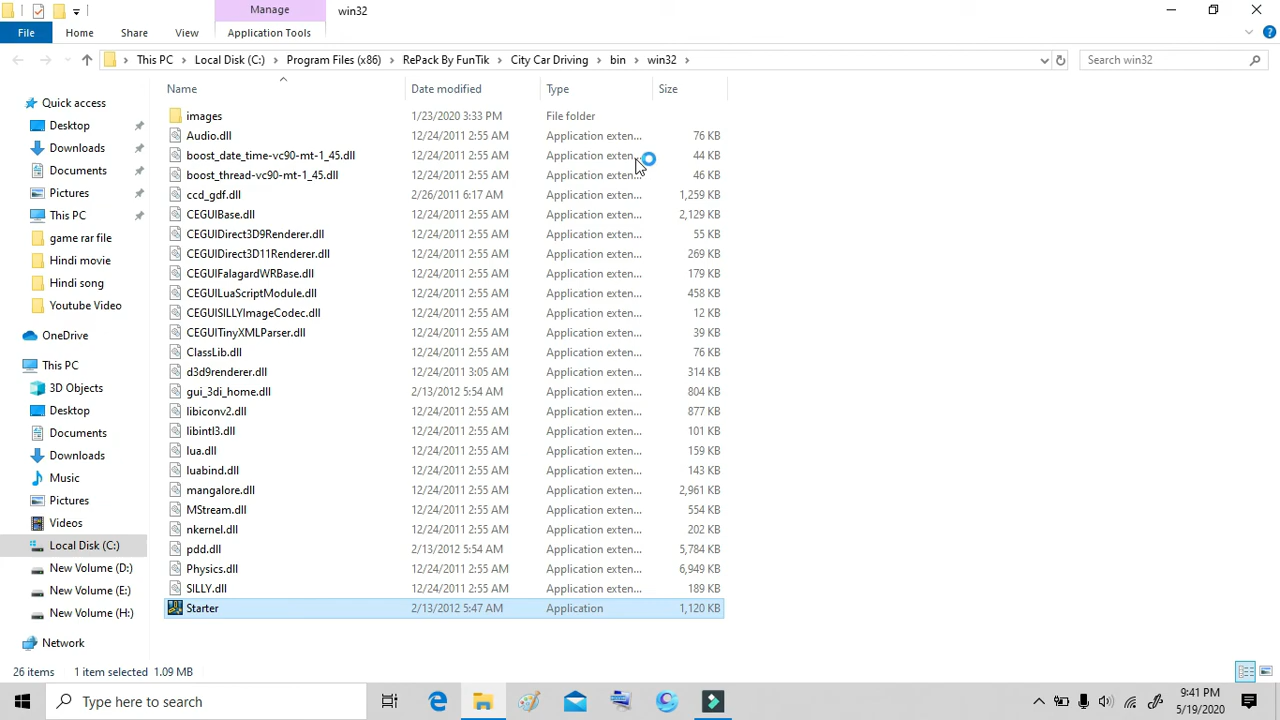 Manage
win32
File
Home
Share
View
Application Tools
This PC
Local Disk (C:)
Program Files (x86)
RePack By FunTik
City Car Driving
bin
win32
Search win32
Name
Date modified
Type
Size
Quick access
Desktop
Downloads
Documents
Pictures
This PC
game rar file
Hindi movie
Hindi song
Youtube Video
OneDrive
This PC
3D Objects
Desktop
Documents
Downloads
Music
Pictures
Videos
Local Disk (C:)
New Volume (D:)
New Volume (E:)
New Volume (H:)
Network
images 1/23/2020 3:33 PM File folder
Audio.dll 12/24/2011 2:55 AM Application exten... 76 KB
boost_date_time-vc90-mt-1_45.dll 12/24/2011 2:55 AM Application exten... 44 KB
boost_thread-vc90-mt-1_45.dll 12/24/2011 2:55 AM Application exten... 46 KB
ccd_gdf.dll 2/26/2011 6:17 AM Application exten... 1,259 KB
CEGUIBase.dll 12/24/2011 2:55 AM Application exten... 2,129 KB
CEGUIDirect3D9Renderer.dll 12/24/2011 2:55 AM Application exten... 55 KB
CEGUIDirect3D11Renderer.dll 12/24/2011 2:55 AM Application exten... 269 KB
CEGUIFalagardWRBase.dll 12/24/2011 2:55 AM Application exten... 179 KB
CEGUILuaScriptModule.dll 12/24/2011 2:55 AM Application exten... 458 KB
CEGUISILLYImageCodec.dll 12/24/2011 2:55 AM Application exten... 12 KB
CEGUITinyXMLParser.dll 12/24/2011 2:55 AM Application exten... 39 KB
ClassLib.dll 12/24/2011 2:55 AM Application exten... 76 KB
d3d9renderer.dll 12/24/2011 3:05 AM Application exten... 314 KB
gui_3di_home.dll 2/13/2012 5:54 AM Application exten... 804 KB
libiconv2.dll 12/24/2011 2:55 AM Application exten... 877 KB
libintl3.dll 12/24/2011 2:55 AM Application exten... 101 KB
lua.dll 12/24/2011 2:55 AM Application exten... 159 KB
luabind.dll 12/24/2011 2:55 AM Application exten... 143 KB
mangalore.dll 12/24/2011 2:55 AM Application exten... 2,961 KB
MStream.dll 12/24/2011 2:55 AM Application exten... 554 KB
nkernel.dll 12/24/2011 2:55 AM Application exten... 202 KB
pdd.dll 2/13/2012 5:54 AM Application exten... 5,784 KB
Physics.dll 12/24/2011 2:55 AM Application exten... 6,949 KB
SILLY.dll 12/24/2011 2:55 AM Application exten... 189 KB
Starter 2/13/2012 5:47 AM Application 1,120 KB
26 items 1 item selected 1.09 MB
Type here to search
9:41 PM
5/19/2020